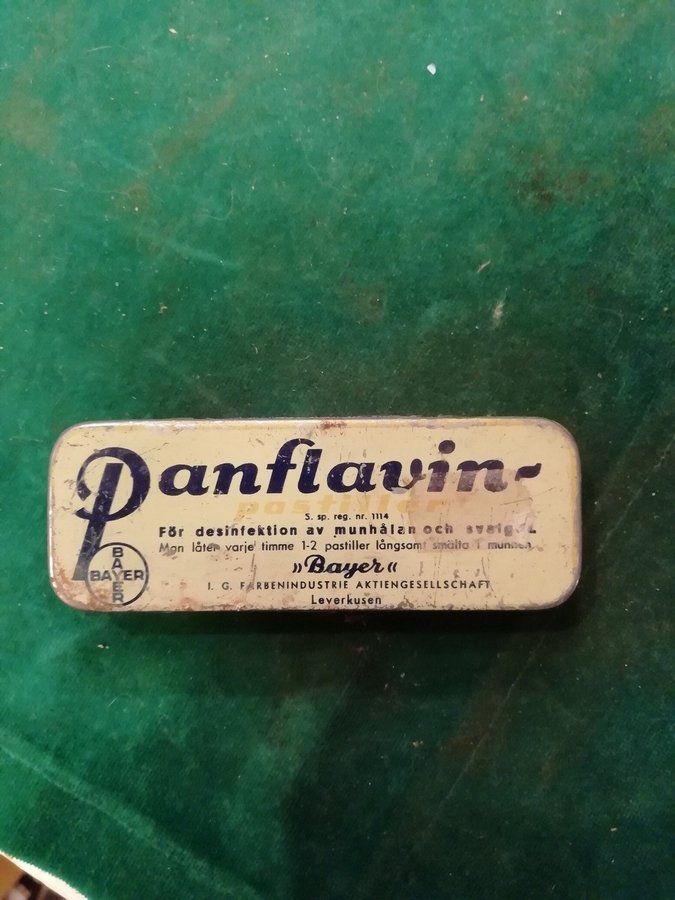 Panflavin-
pastiller
S. sp. reg. nr. 1114
För desinfektion av munhålan och svalget.
Man låter varje timme 1-2 pastiller långsamt smälta i munnen.
»Bayer«
I. G. FARBENINDUSTRIE AKTIENGESELLSCHAFT
Leverkusen
BAYER
BAYER